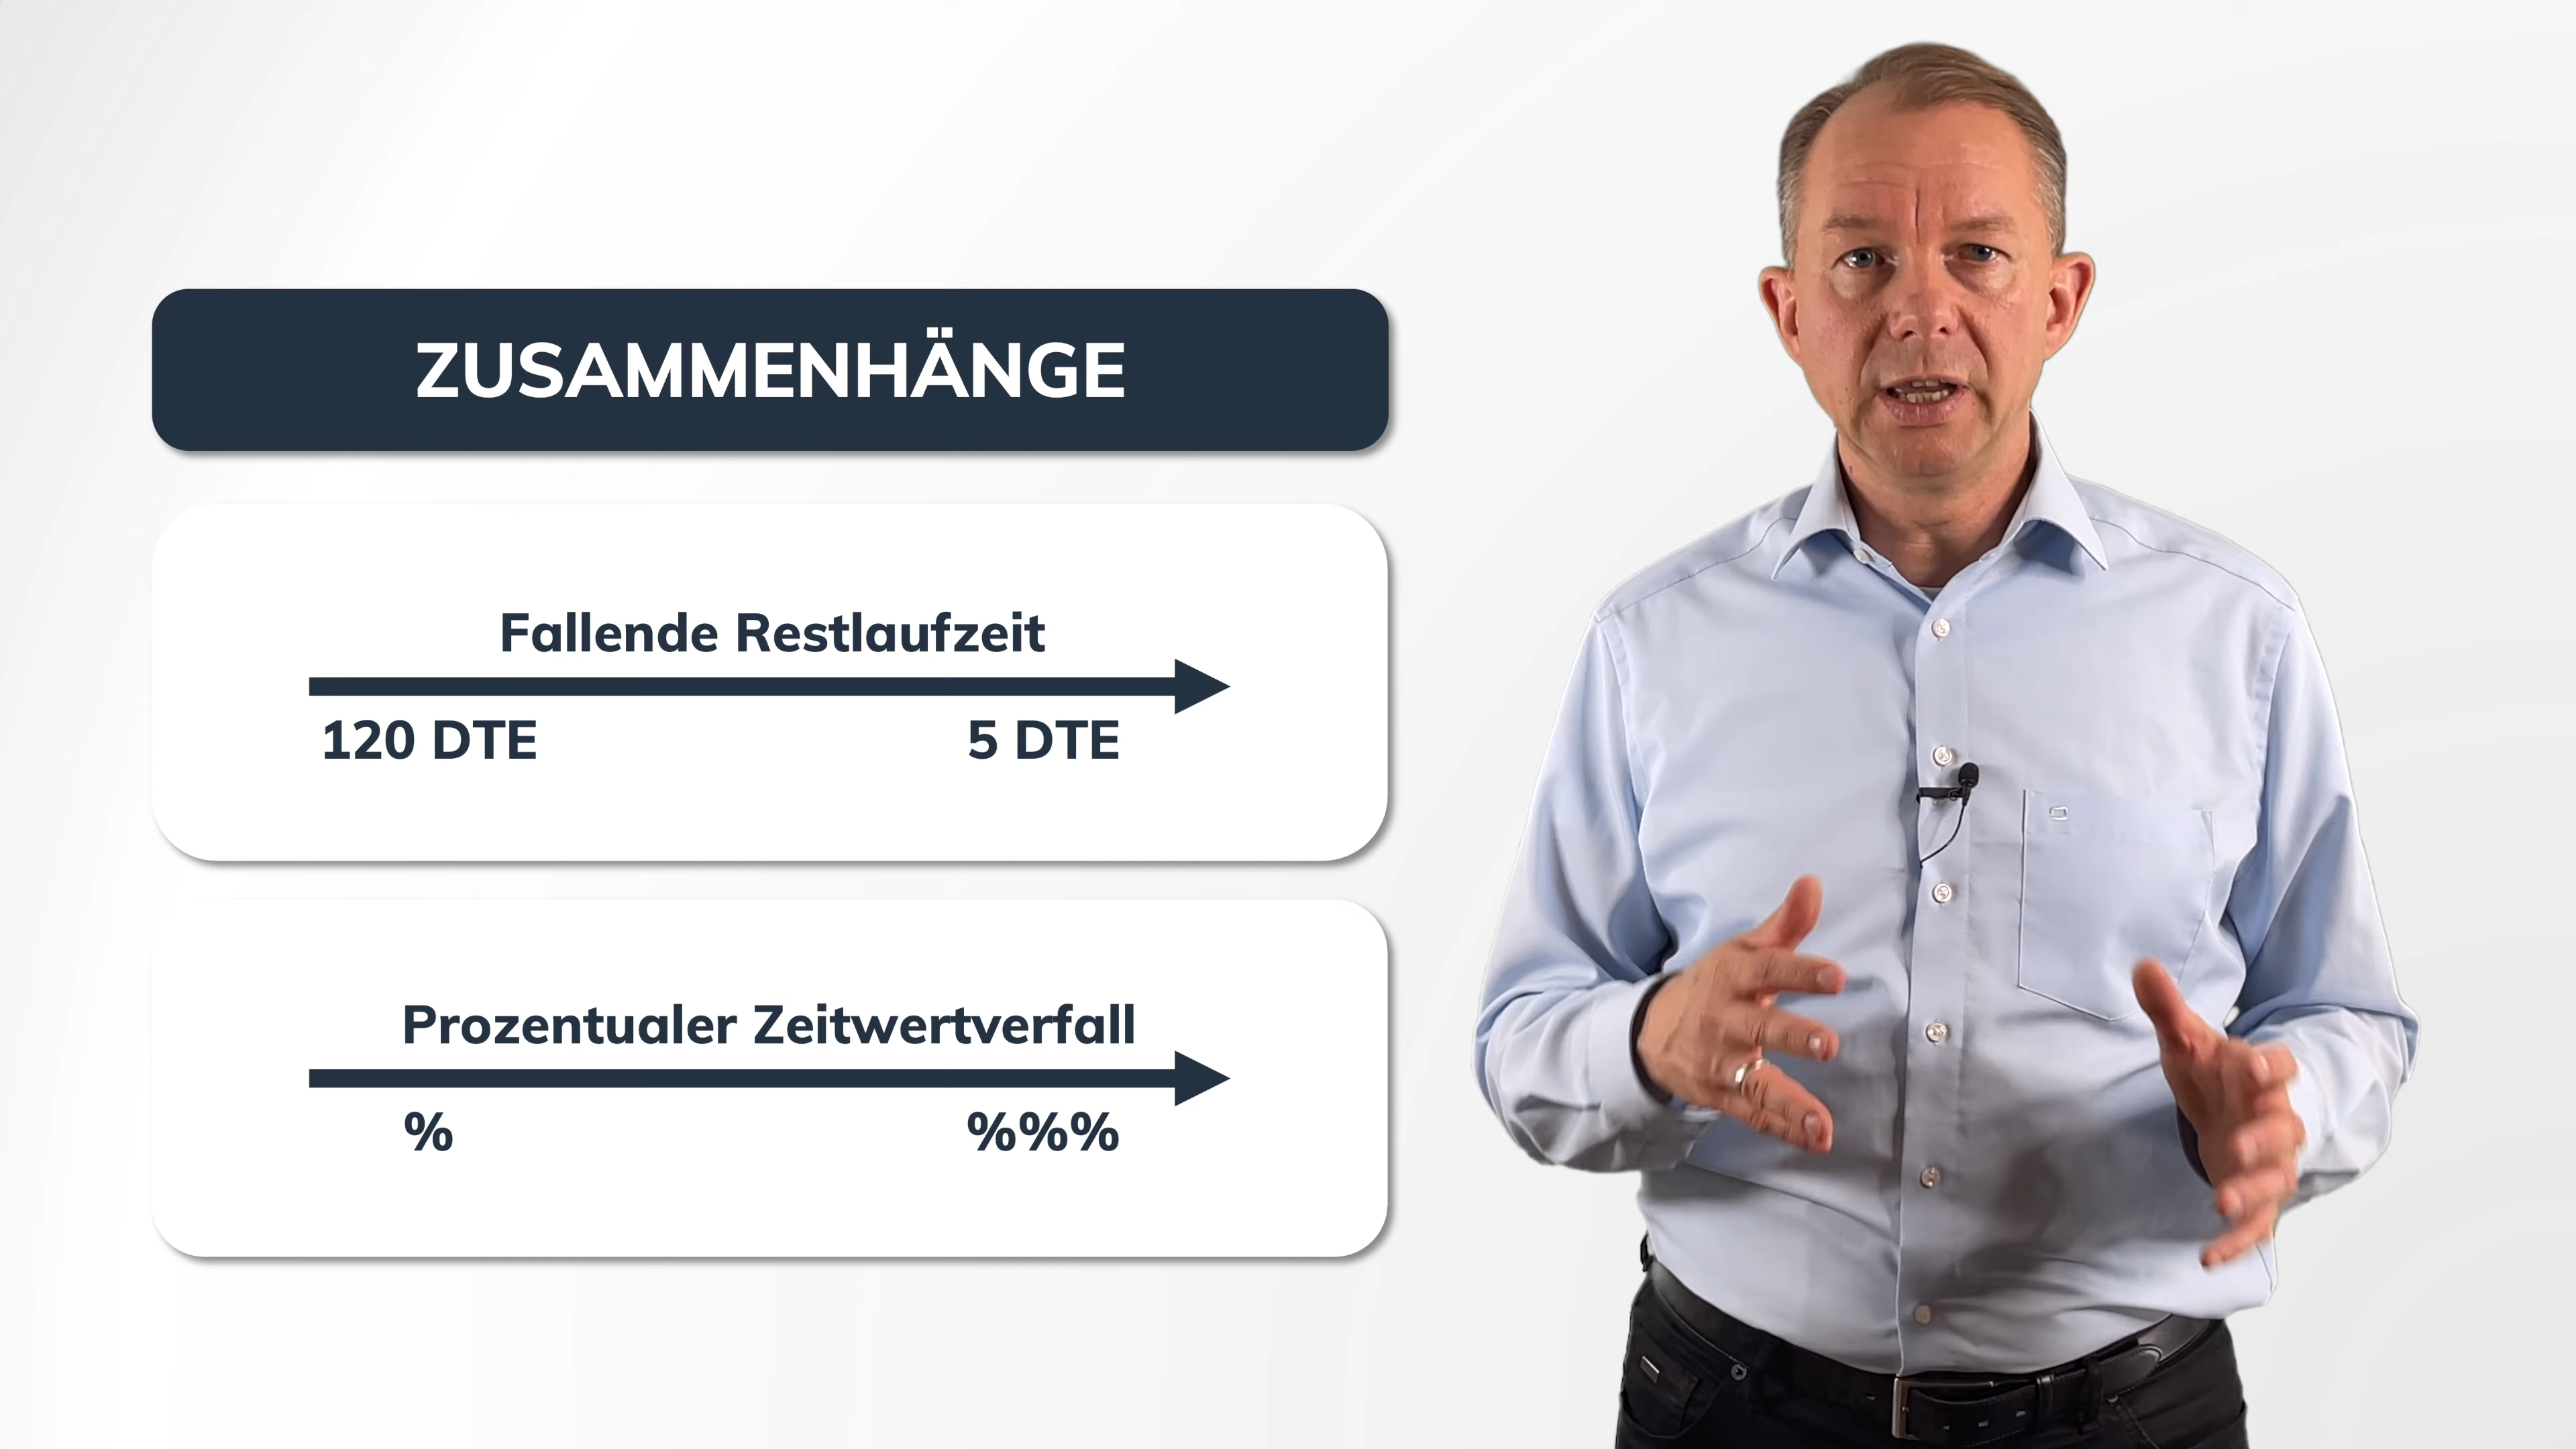 ZUSAMMENHÄNGE
Fallende Restlaufzeit
120 DTE 5 DTE
Prozentualer Zeitwertverfall
% %%%